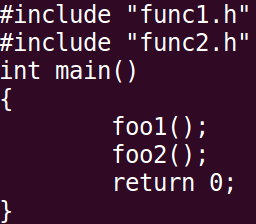 #include "func1.h"
#include "func2.h"
int main()
{
        foo1();
        foo2();
        return 0;
}